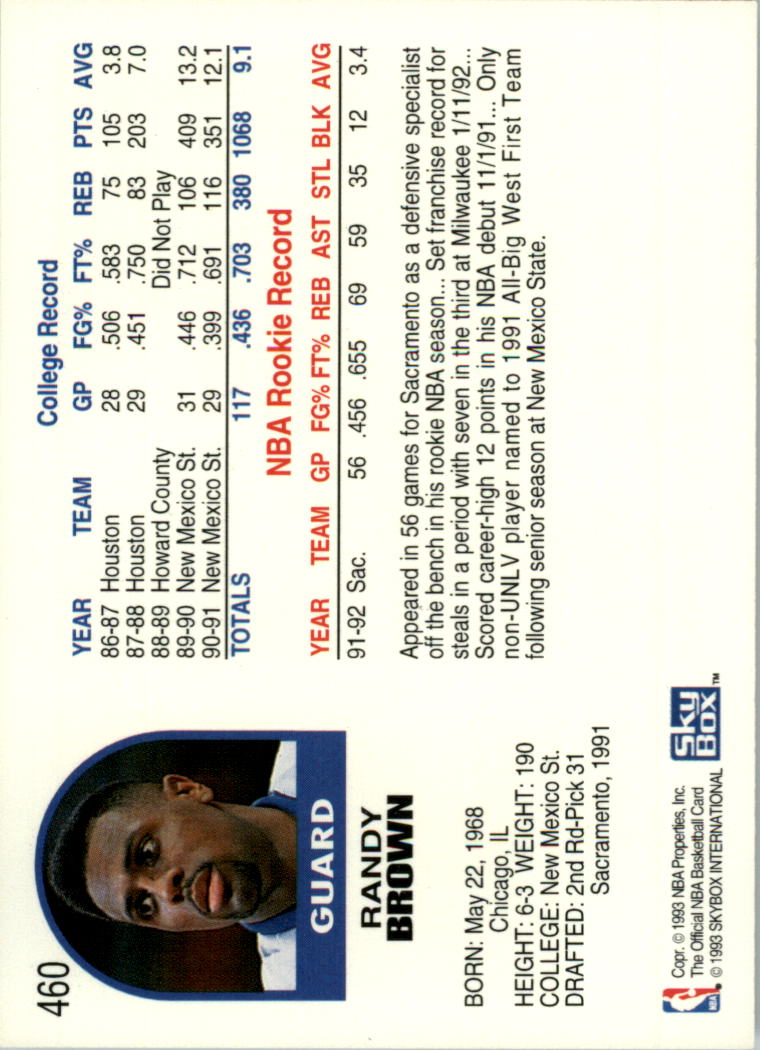 460
GUARD
RANDY
BROWN
BORN: May 22, 1968
Chicago, IL
HEIGHT: 6-3 WEIGHT: 190
COLLEGE: New Mexico St.
DRAFTED: 2nd Rd-Pick 31
Sacramento, 1991
College Record
YEAR TEAM GP FG% FT% REB PTS AVG
86-87 Houston 28 .506 .583 75 105 3.8
87-88 Houston 29 .451 .750 83 203 7.0
88-89 Howard County Did Not Play
89-90 New Mexico St. 31 .446 .712 106 409 13.2
90-91 New Mexico St. 29 .399 .691 116 351 12.1
TOTALS 117 .436 .703 380 1068 9.1
NBA Rookie Record
YEAR TEAM GP FG% FT% REB AST STL BLK AVG
91-92 Sac. 56 .456 .655 69 59 35 12 3.4
Appeared in 56 games for Sacramento as a defensive specialist
off the bench in his rookie NBA season... Set franchise record for
steals in a period with seven in the third at Milwaukee 1/11/92...
Scored career-high 12 points in his NBA debut 11/1/91... Only
non-UNLV player named to 1991 All-Big West First Team
following senior season at New Mexico State.
NBA
Copr. © 1993 NBA Properties, Inc.
The Official NBA Basketball Card
© 1993 SKYBOX INTERNATIONAL
Sky
Box™